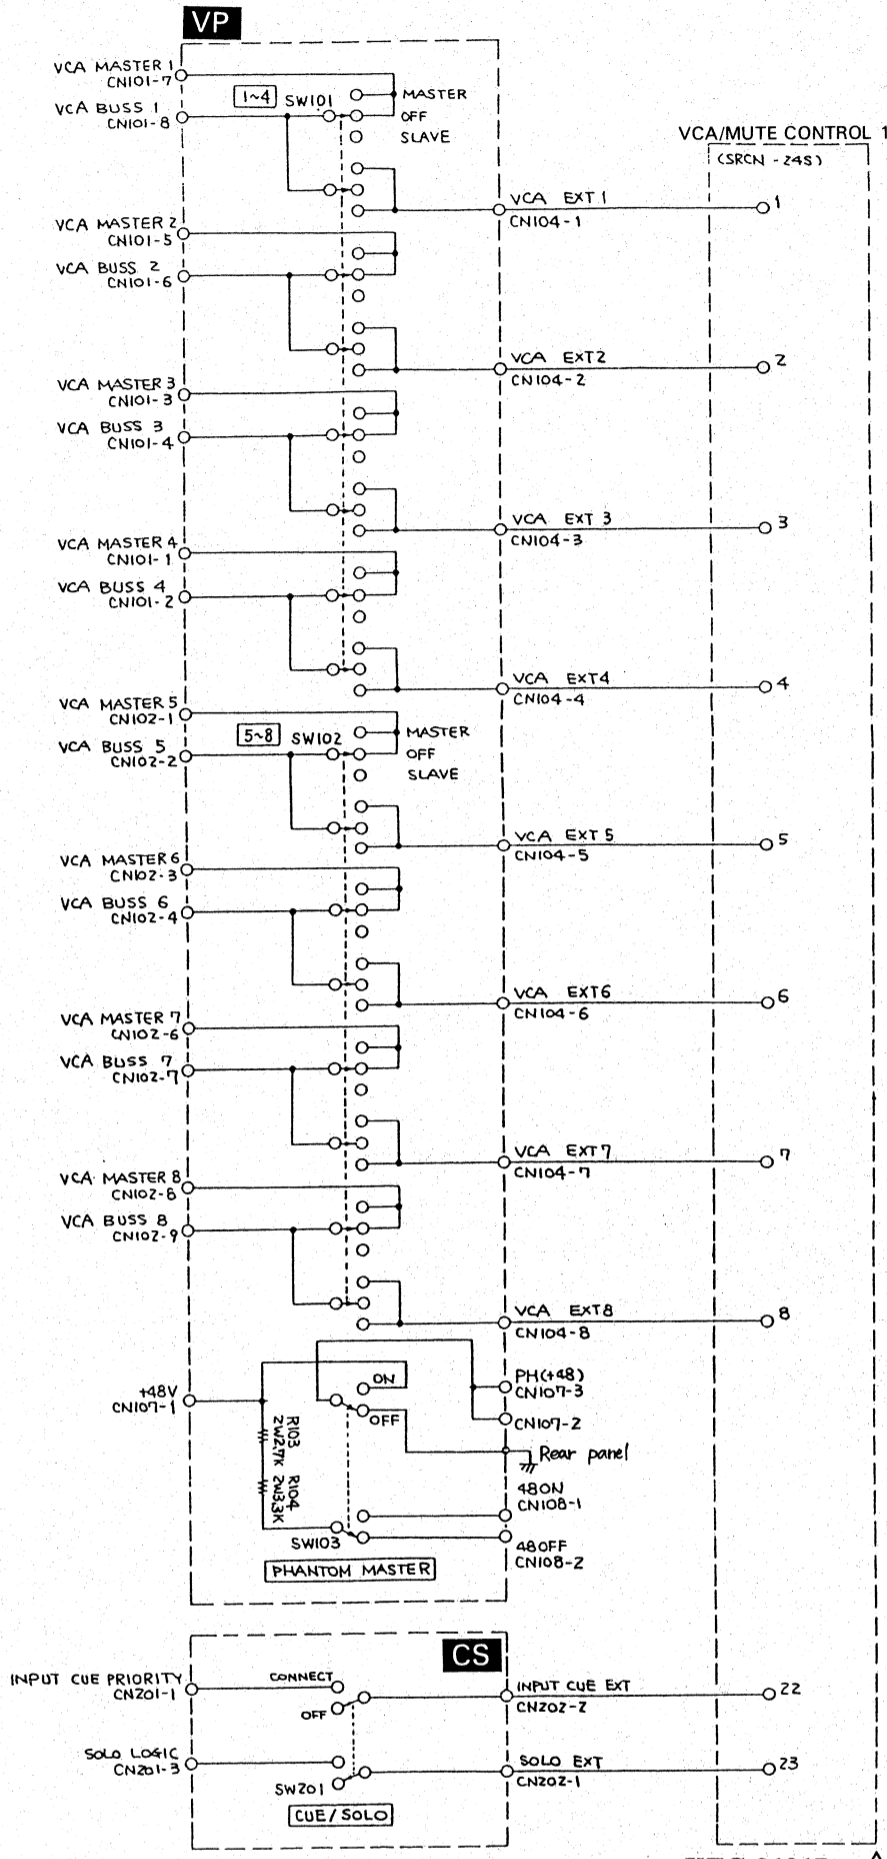 VP
VCA MASTER 1
CN101-7
VCA BUSS 1
CN101-8
1~4 SW101
MASTER
OFF
SLAVE
VCA/MUTE CONTROL 1
(SRCN-24S)
VCA EXT 1
CN104-1
1
VCA MASTER 2
CN101-5
VCA BUSS 2
CN101-6
VCA EXT2
CN104-2
2
VCA MASTER 3
CN101-3
VCA BUSS 3
CN101-4
VCA EXT 3
CN104-3
3
VCA MASTER 4
CN101-1
VCA BUSS 4
CN101-2
VCA EXT4
CN104-4
4
VCA MASTER 5
CN102-1
VCA BUSS 5
CN102-2
5~8 SW102
MASTER
OFF
SLAVE
VCA EXT 5
CN104-5
5
VCA MASTER 6
CN102-3
VCA BUSS 6
CN102-4
VCA EXT6
CN104-6
6
VCA MASTER 7
CN102-6
VCA BUSS 7
CN102-7
VCA EXT7
CN104-7
7
VCA MASTER 8
CN102-8
VCA BUSS 8
CN102-9
VCA EXT8
CN104-8
8
+48V
CN107-1
ON
OFF
PH(+48)
CN107-3
CN107-2
Rear panel
R103
2W2.7K
R104
2W3.3K
48ON
CN108-1
SW103
48OFF
CN108-2
PHANTOM MASTER
CS
INPUT CUE PRIORITY
CN201-1
CONNECT
OFF
INPUT CUE EXT
CN202-2
22
SOLO LOGIC
CN201-3
SW201
SOLO EXT
CN202-1
23
CUE/SOLO